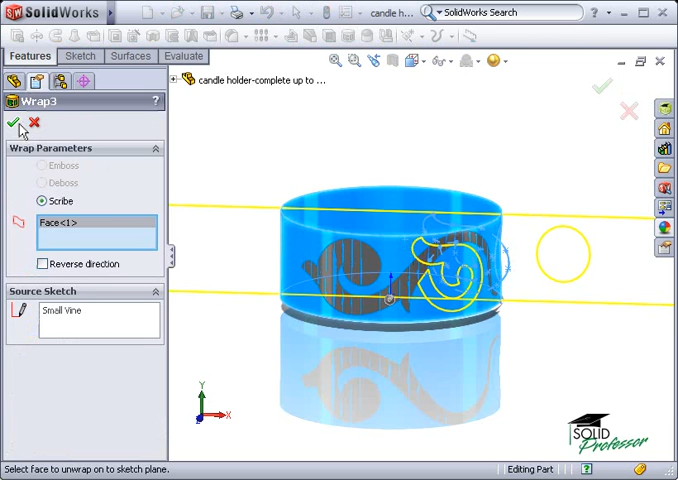 SolidWorks
candle h...
SolidWorks Search
?
Features
Sketch
Surfaces
Evaluate
candle holder-complete up to ...
Wrap3
?
Wrap Parameters
Emboss
Deboss
Scribe
Face<1>
Reverse direction
Source Sketch
Small Vine
Y
X
Z
SOLID
Professor
Select face to unwrap on to sketch plane.
Editing Part
?